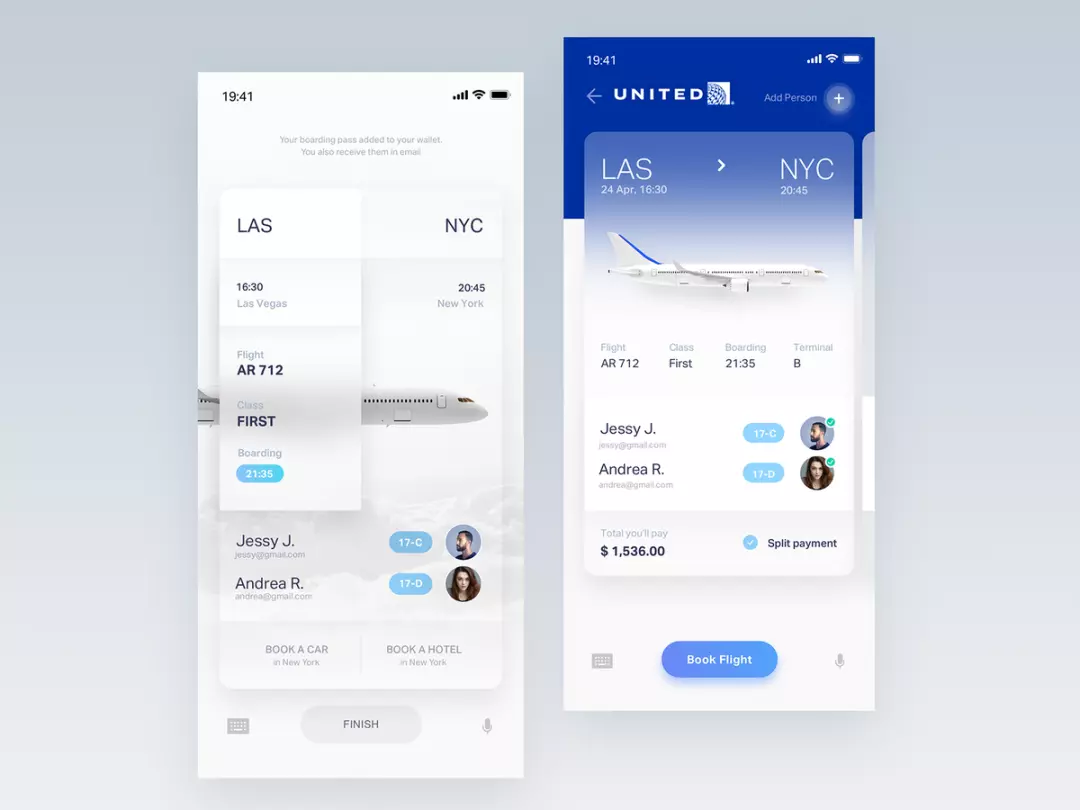 19:41
Your boarding pass added to your wallet.
You also receive them in email
LAS NYC
16:30 20:45
Las Vegas New York
Flight
AR 712
Class
FIRST
Boarding
21:35
Jessy J. 17-C
jessy@gmail.com
Andrea R. 17-D
andrea@gmail.com
BOOK A CAR BOOK A HOTEL
in New York in New York
FINISH
19:41
UNITED Add Person +
LAS > NYC
24 Apr. 16:30 20:45
Flight Class Boarding Terminal
AR 712 First 21:35 B
Jessy J. 17-C
jessy@gmail.com
Andrea R. 17-D
andrea@gmail.com
Total you'll pay
$ 1,536.00 Split payment
Book Flight